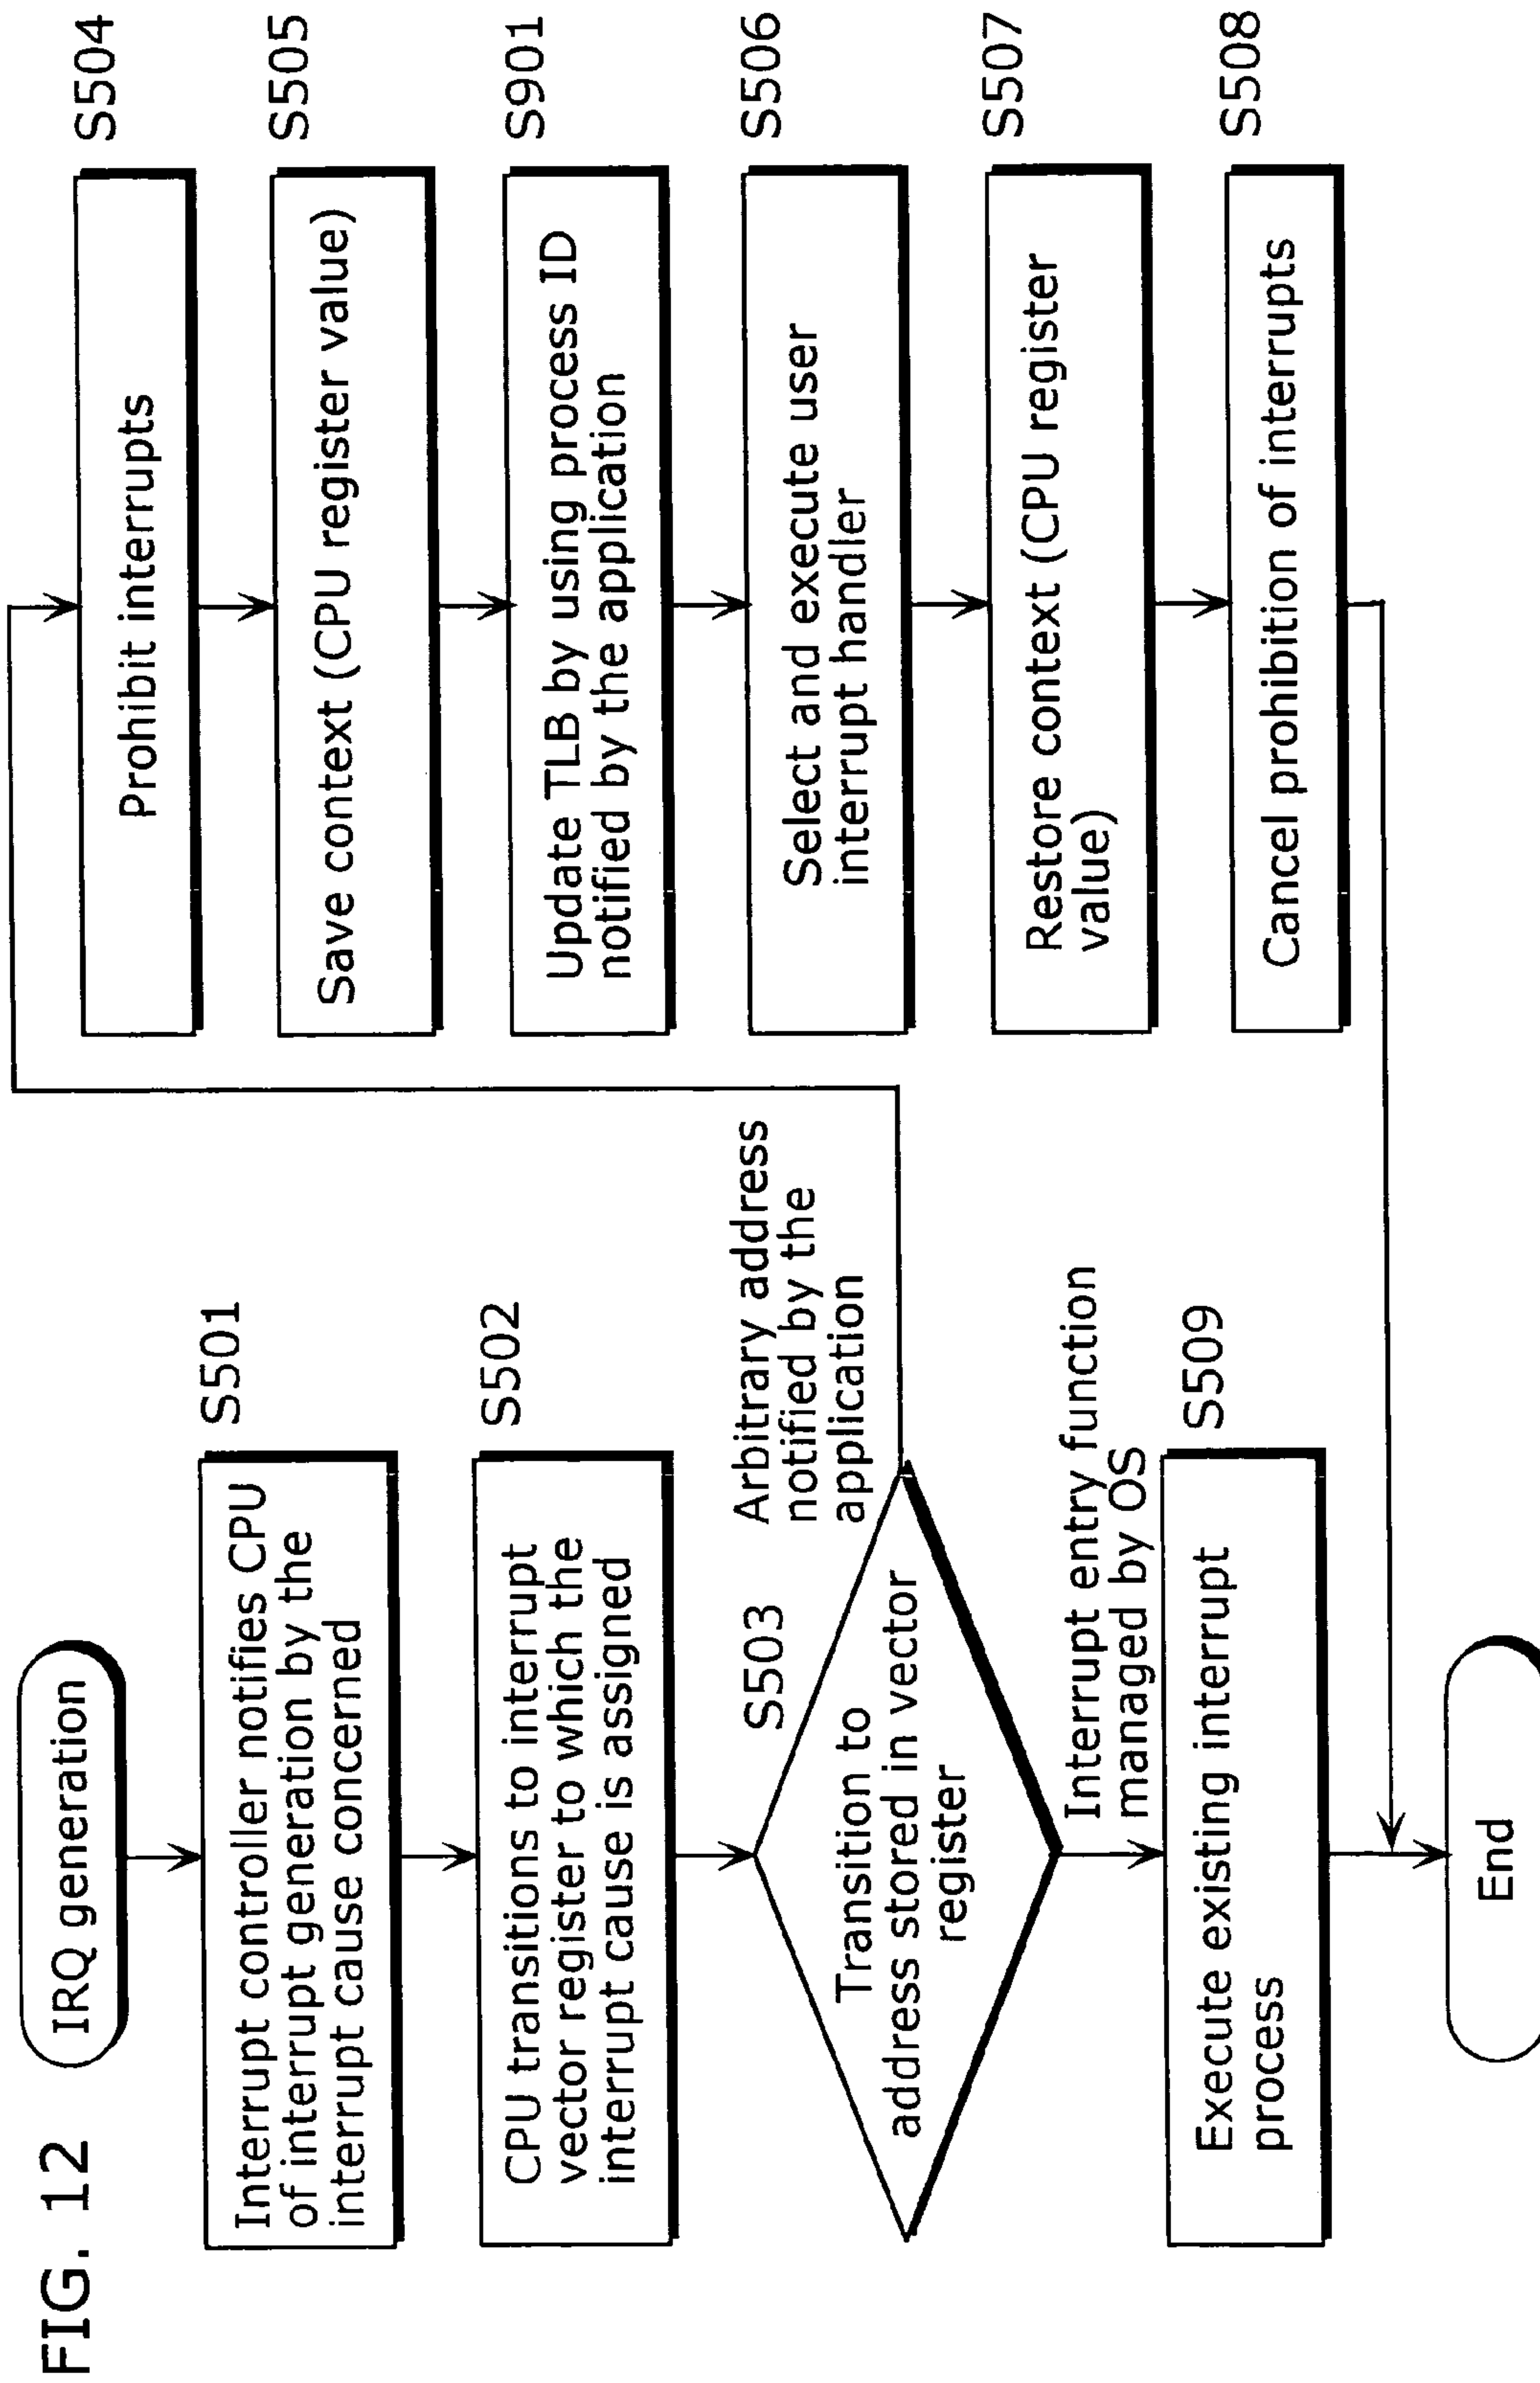 FIG. 12
IRQ generation
S501
Interrupt controller notifies CPU
of interrupt generation by the
interrupt cause concerned
S502
CPU transitions to interrupt
vector register to which the
interrupt cause is assigned
S503
Transition to
address stored in vector
register
Arbitrary address
notified by the
application
Interrupt entry function
managed by OS
S509
Execute existing interrupt
process
End
S504
Prohibit interrupts
S505
Save context (CPU register value)
S901
Update TLB by using process ID
notified by the application
S506
Select and execute user
interrupt handler
S507
Restore context (CPU register
value)
S508
Cancel prohibition of interrupts